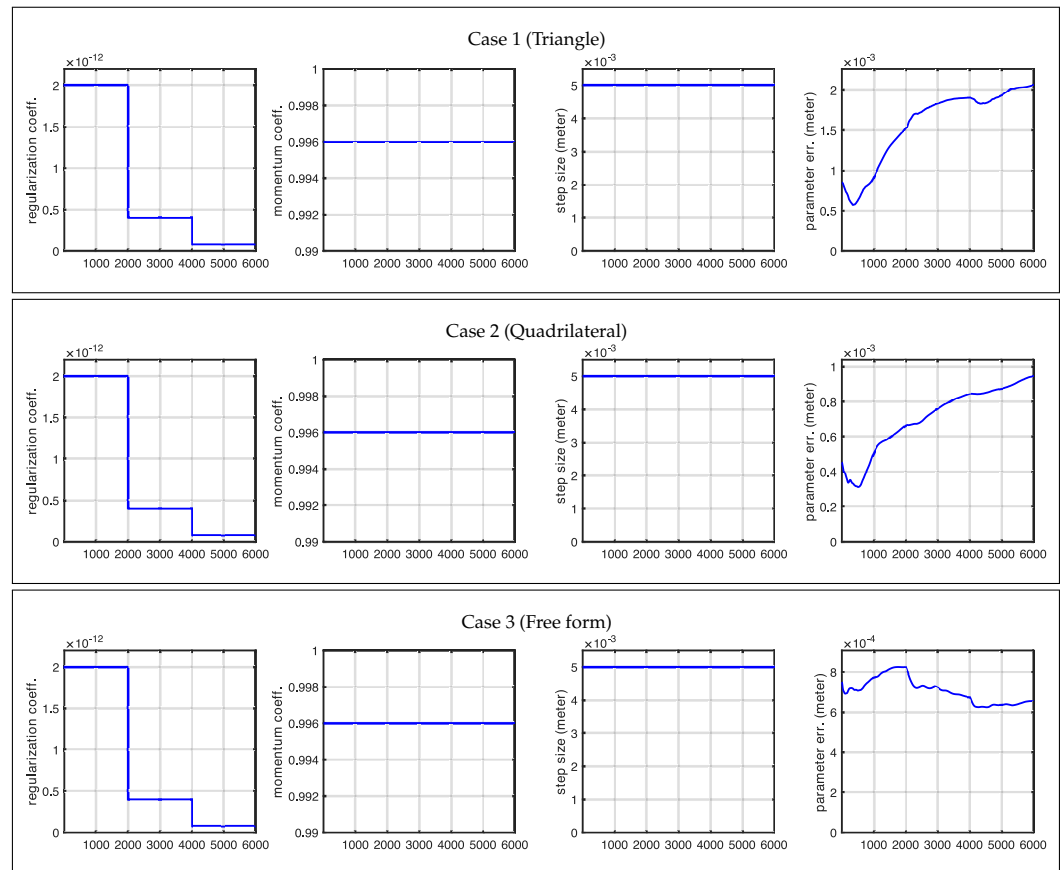 Case 1 (Triangle)
×10⁻¹²
regularization coeff.
2
1.5
1
0.5
0
1000 2000 3000 4000 5000 6000
momentum coeff.
1
0.998
0.996
0.994
0.992
0.99
1000 2000 3000 4000 5000 6000
×10⁻³
step size (meter)
5
4
3
2
1
0
1000 2000 3000 4000 5000 6000
×10⁻³
parameter err. (meter)
2
1.5
1
0.5
0
1000 2000 3000 4000 5000 6000
Case 2 (Quadrilateral)
×10⁻¹²
regularization coeff.
2
1.5
1
0.5
0
1000 2000 3000 4000 5000 6000
momentum coeff.
1
0.998
0.996
0.994
0.992
0.99
1000 2000 3000 4000 5000 6000
×10⁻³
step size (meter)
5
4
3
2
1
0
1000 2000 3000 4000 5000 6000
×10⁻³
parameter err. (meter)
1
0.8
0.6
0.4
0.2
0
1000 2000 3000 4000 5000 6000
Case 3 (Free form)
×10⁻¹²
regularization coeff.
2
1.5
1
0.5
0
1000 2000 3000 4000 5000 6000
momentum coeff.
1
0.998
0.996
0.994
0.992
0.99
1000 2000 3000 4000 5000 6000
×10⁻³
step size (meter)
5
4
3
2
1
0
1000 2000 3000 4000 5000 6000
×10⁻⁴
parameter err. (meter)
8
6
4
2
0
1000 2000 3000 4000 5000 6000